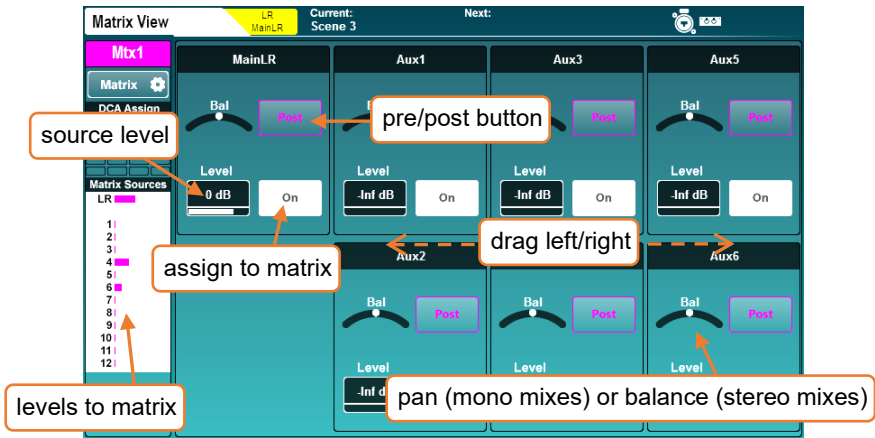 Matrix View
LR
MainLR
Current:
Scene 3
Next:
Mtx1
Matrix
DCA Assign
Matrix Sources
LR
1
2
3
4
5
6
7
8
9
10
11
12
MainLR
Bal
Post
Level
0 dB
On
Aux1
Level
-Inf dB
On
Aux3
Post
Level
-Inf dB
On
Aux5
Bal
Post
Level
-Inf dB
On
Aux2
Bal
Post
Level
Bal
Post
Level
Aux6
Bal
Post
Level
source level
pre/post button
assign to matrix
drag left/right
levels to matrix
pan (mono mixes) or balance (stereo mixes)